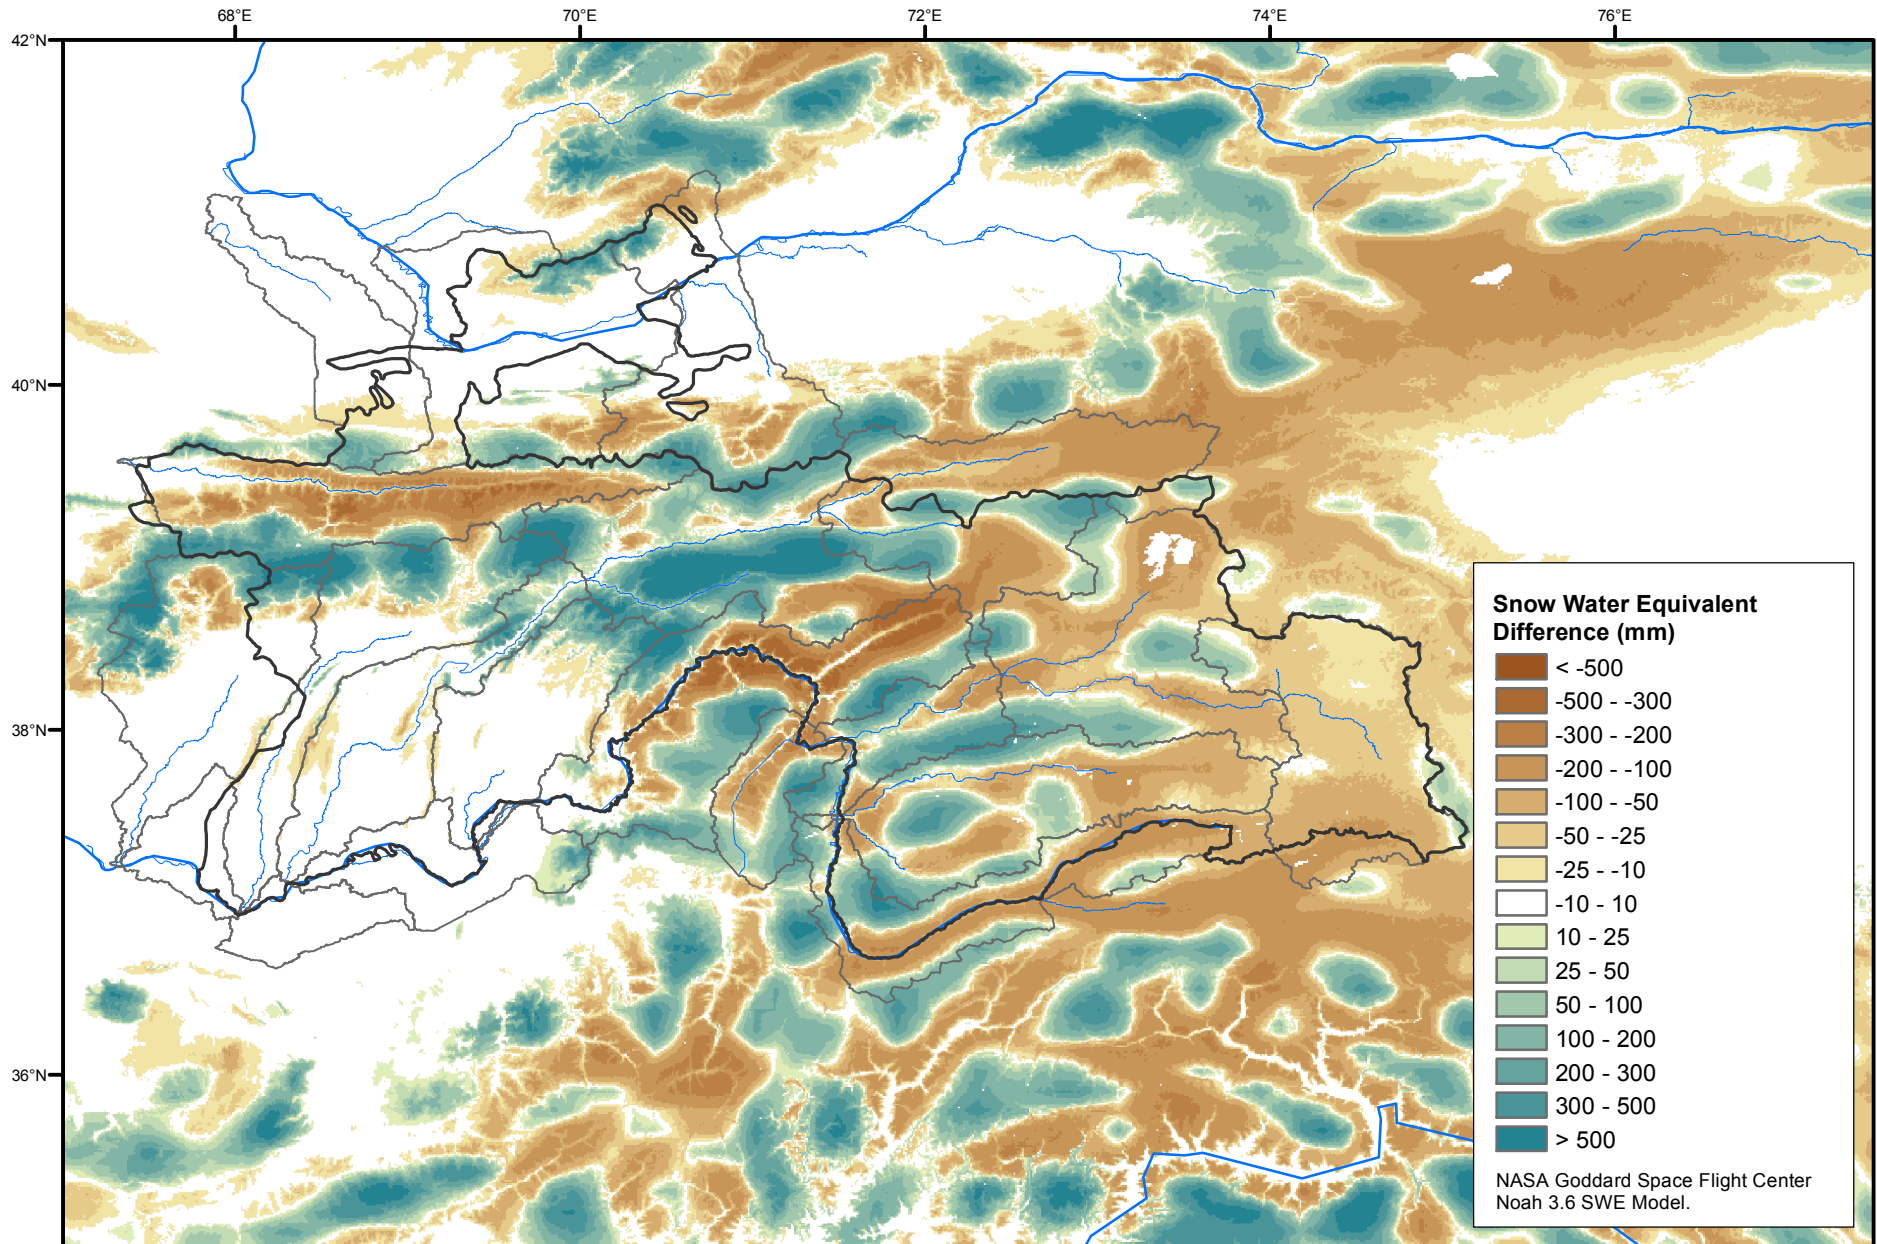 68°E
70°E
72°E
74°E
76°E
42°N
40°N
38°N
36°N
Snow Water Equivalent
Difference (mm)
< -500
-500 - -300
-300 - -200
-200 - -100
-100 - -50
-50 - -25
-25 - -10
-10 - 10
10 - 25
25 - 50
50 - 100
100 - 200
200 - 300
300 - 500
> 500
NASA Goddard Space Flight Center
Noah 3.6 SWE Model.